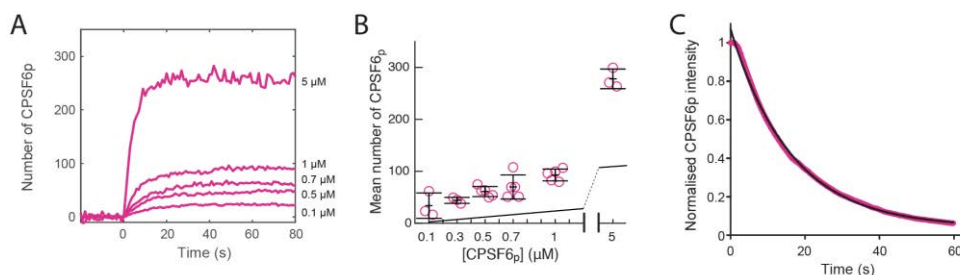 A
Number of CPSF6p
300
200
100
0
-20
0
20
40
60
80
Time (s)
5 µM
1 µM
0.7 µM
0.5 µM
0.1 µM
B
Mean number of CPSF6p
300
200
100
0
0.1
0.3
0.5
0.7
1
5
[CPSF6p] (µM)
C
Normalised CPSF6p intensity
1
0.8
0.6
0.4
0.2
0
0
20
40
60
Time (s)